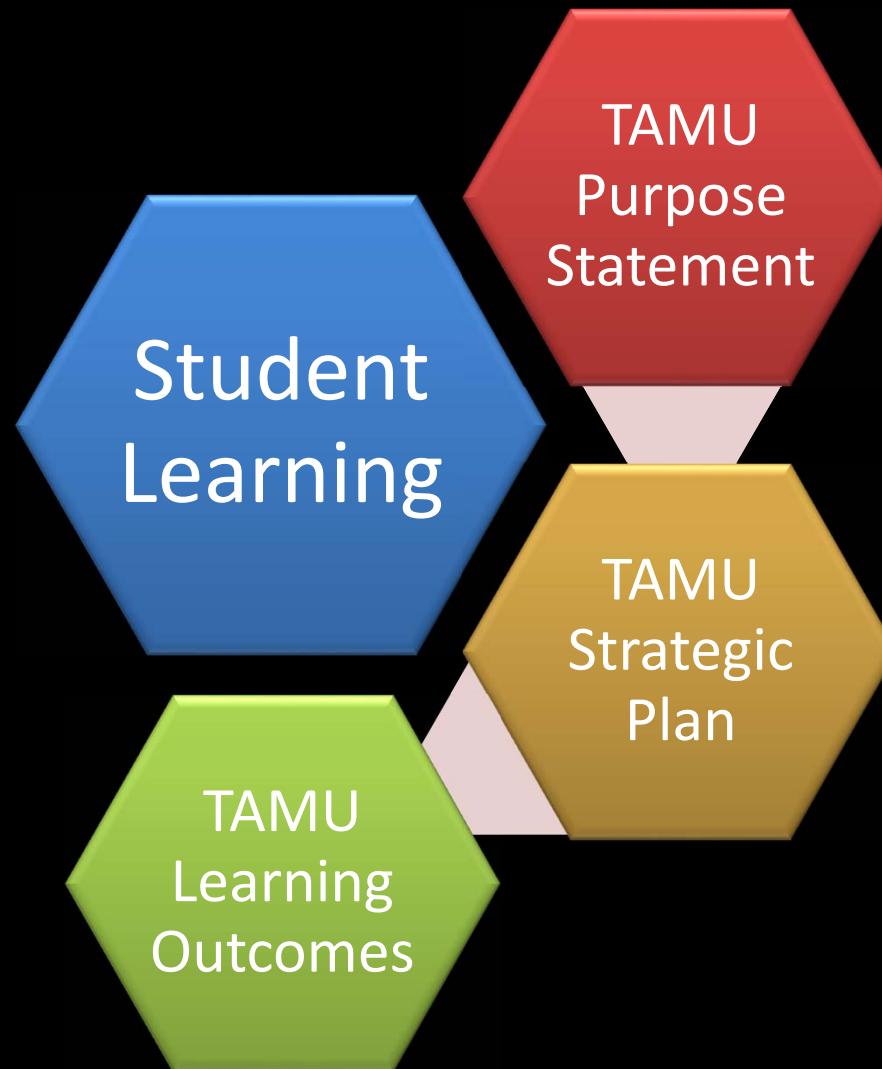 Student
Learning
TAMU
Purpose
Statement
TAMU
Strategic
Plan
TAMU
Learning
Outcomes